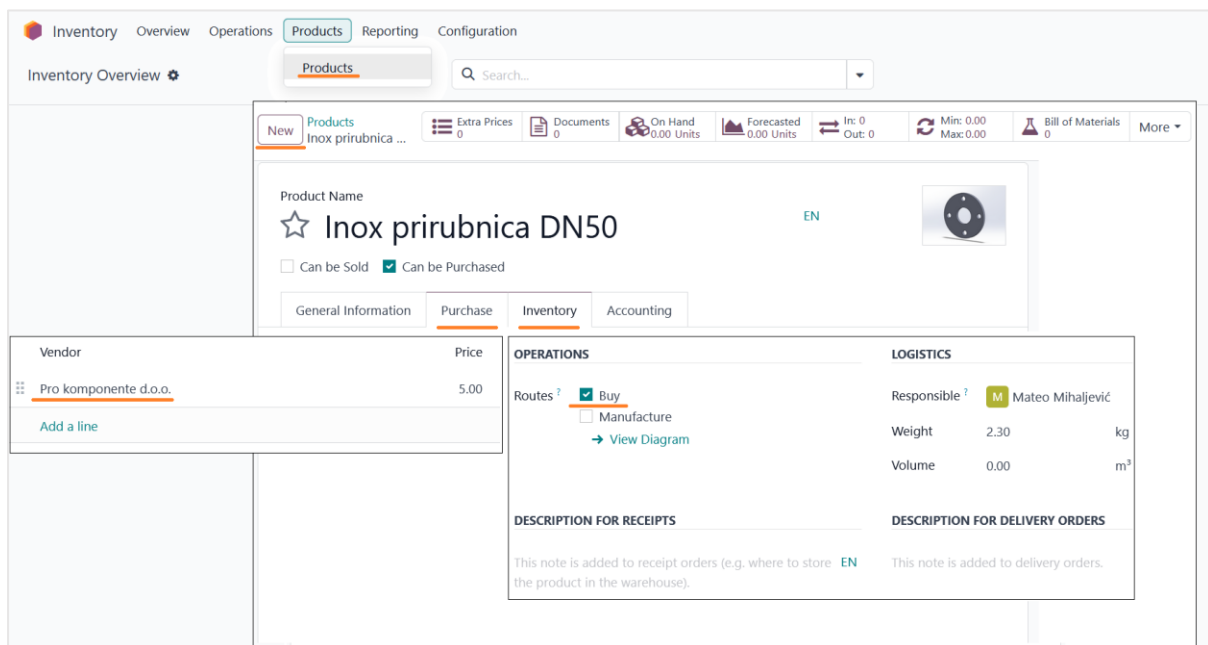 Inventory Overview Operations Products Reporting Configuration
Inventory Overview
Products
Search...
New
Products
Inox prirubnica ...
Extra Prices
0
Documents
0
On Hand
0.00 Units
Forecasted
0.00 Units
In: 0
Out: 0
Min: 0.00
Max: 0.00
Bill of Materials
0
More
Product Name
Inox prirubnica DN50
EN
Can be Sold Can be Purchased
General Information Purchase Inventory Accounting
Vendor Price
Pro komponente d.o.o. 5.00
Add a line
OPERATIONS
Routes ? Buy
Manufacture
→ View Diagram
LOGISTICS
Responsible ? M Mateo Mihaljević
Weight 2.30 kg
Volume 0.00 m³
DESCRIPTION FOR RECEIPTS
This note is added to receipt orders (e.g. where to store EN
the product in the warehouse).
DESCRIPTION FOR DELIVERY ORDERS
This note is added to delivery orders.